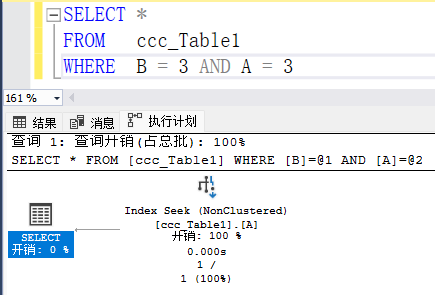 SELECT *
FROM ccc_Table1
WHERE B = 3 AND A = 3
161 %
结果 消息 执行计划
查询 1: 查询开销(占总批): 100%
SELECT * FROM [ccc_Table1] WHERE [B]=@1 AND [A]=@2
Index Seek (NonClustered)
[ccc_Table1].[A]
开销: 100 %
0.000s
1 /
1 (100%)
SELECT
开销: 0 %